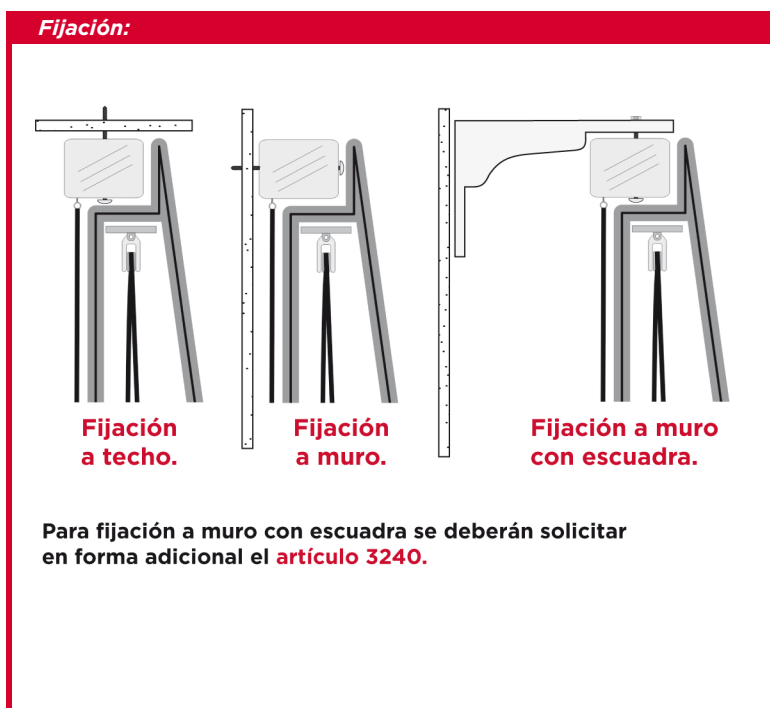 Fijación:
Fijación
a techo.
Fijación
a muro.
Fijación a muro
con escuadra.
Para fijación a muro con escuadra se deberán solicitar
en forma adicional el artículo 3240.